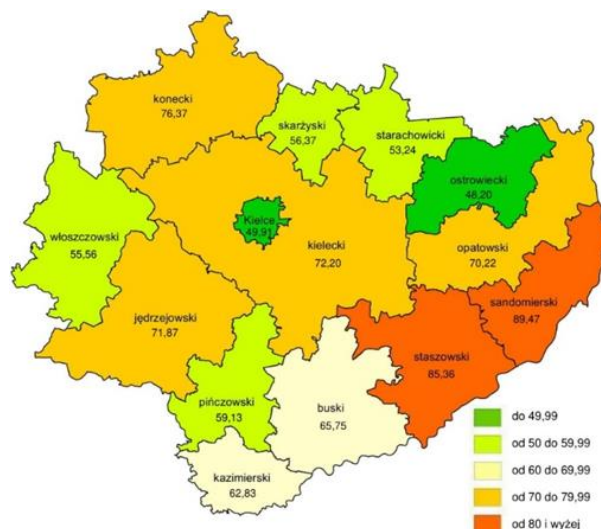 konecki
76,37
skarżyski
56,37
starachowicki
53,24
ostrowiecki
48,20
Kielce
49,91
włoszczowski
55,56
kielecki
72,20
opatowski
70,22
sandomierski
89,47
jędrzejowski
71,87
staszowski
85,36
pińczowski
59,13
buski
65,75
kazimierski
62,83
do 49,99
od 50 do 59,99
od 60 do 69,99
od 70 do 79,99
od 80 i wyżej